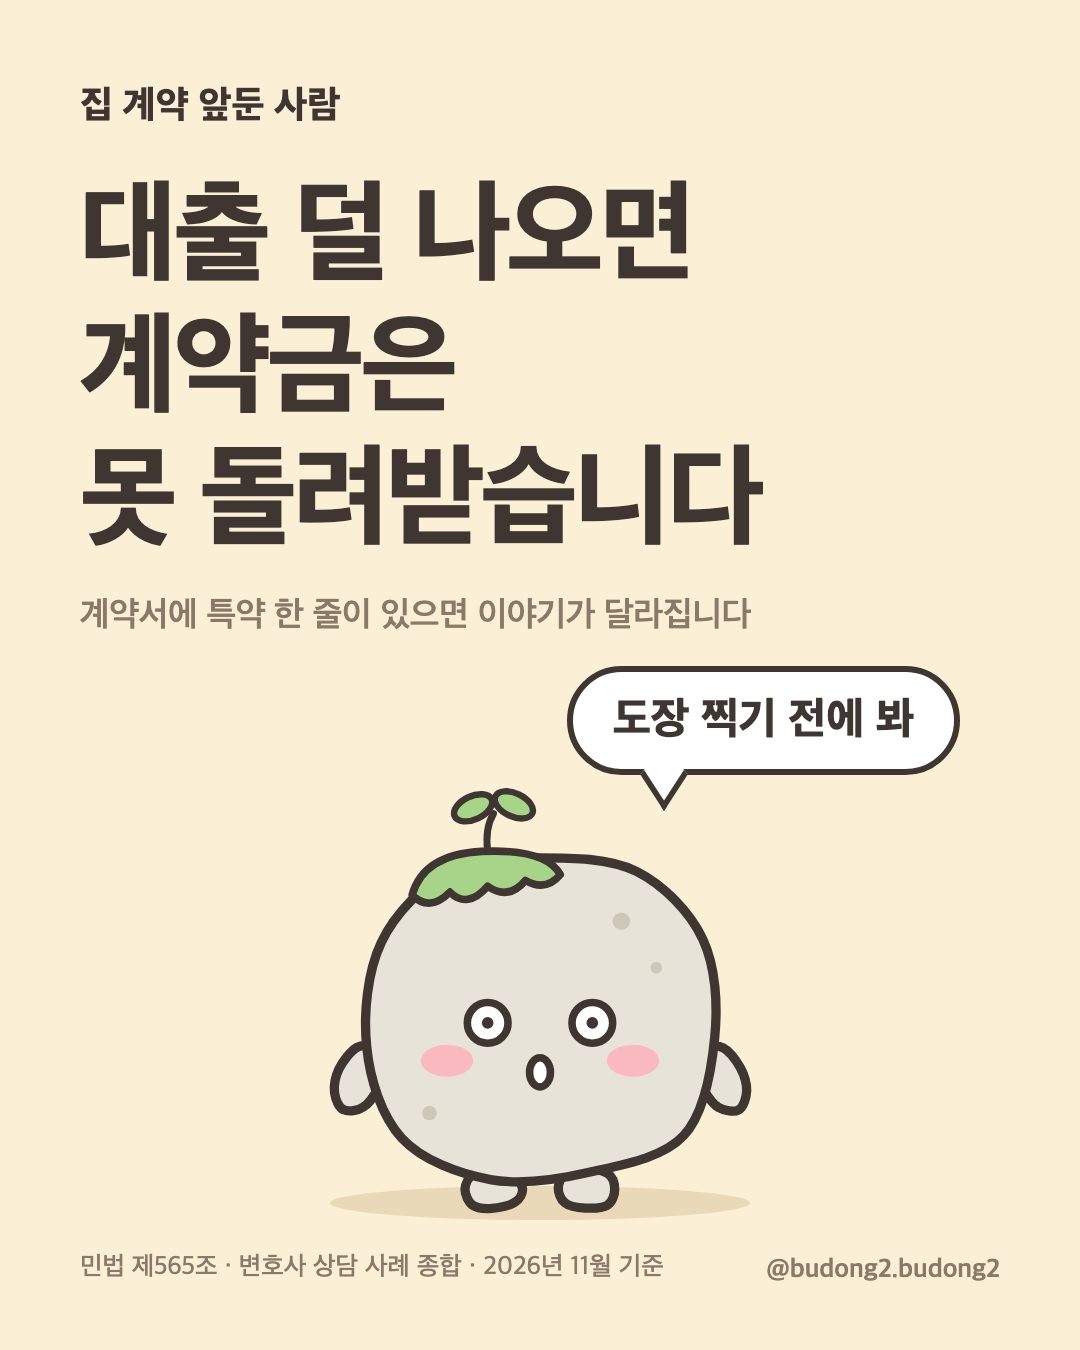 집 계약 앞둔 사람
대출 덜 나오면
계약금은
못 돌려받습니다
계약서에 특약 한 줄이 있으면 이야기가 달라집니다
도장 찍기 전에 봐
민법 제565조 · 변호사 상담 사례 종합 · 2026년 11월 기준
@budong2.budong2